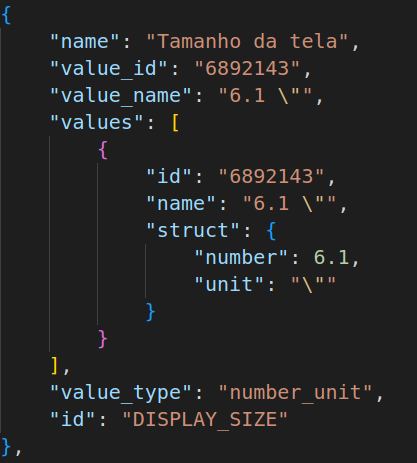 {
"name": "Tamanho da tela",
"value_id": "6892143",
"value_name": "6.1 \"",
"values": [
{
"id": "6892143",
"name": "6.1 \"",
"struct": {
"number": 6.1,
"unit": "\""
}
}
],
"value_type": "number_unit",
"id": "DISPLAY_SIZE"
},